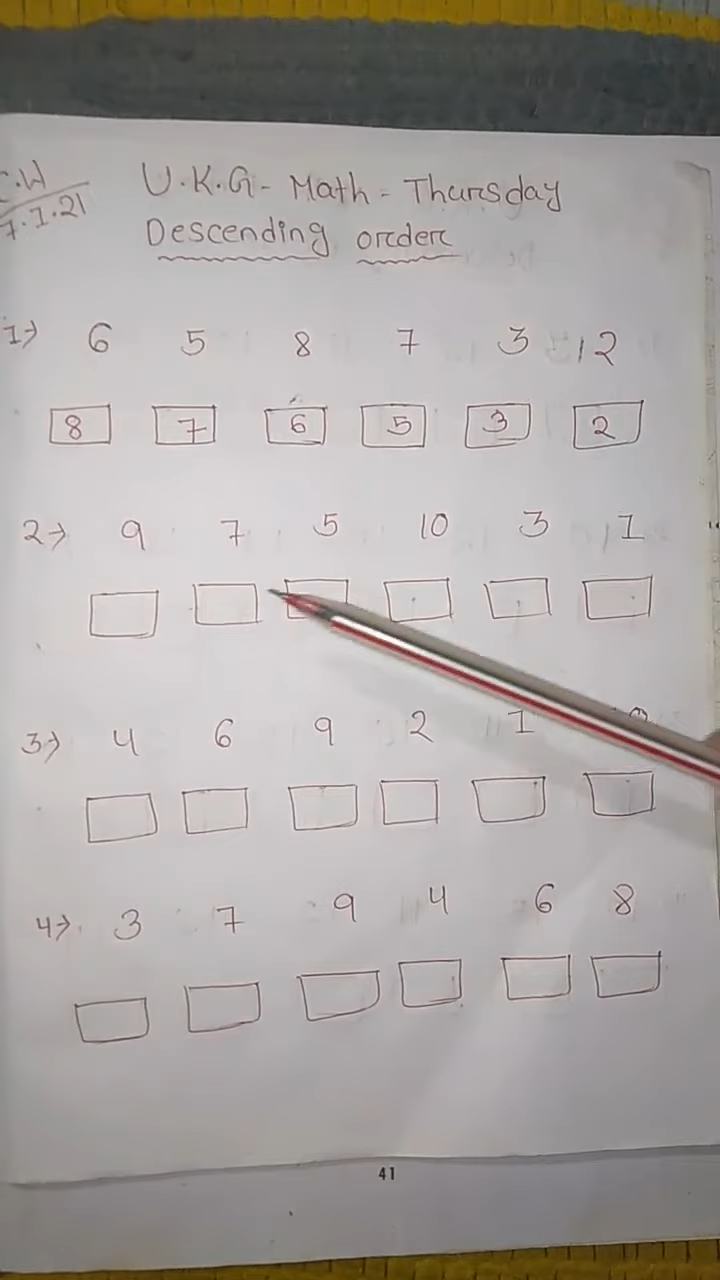 C.W U.K.G - Math - Thursday
7.1.21 Descending order
1) 6 5 8 7 3 2
8 7 6 5 3 2
2) 9 7 5 10 3 1
3) 4 6 9 2 1
4) 3 7 9 4 6 8
41